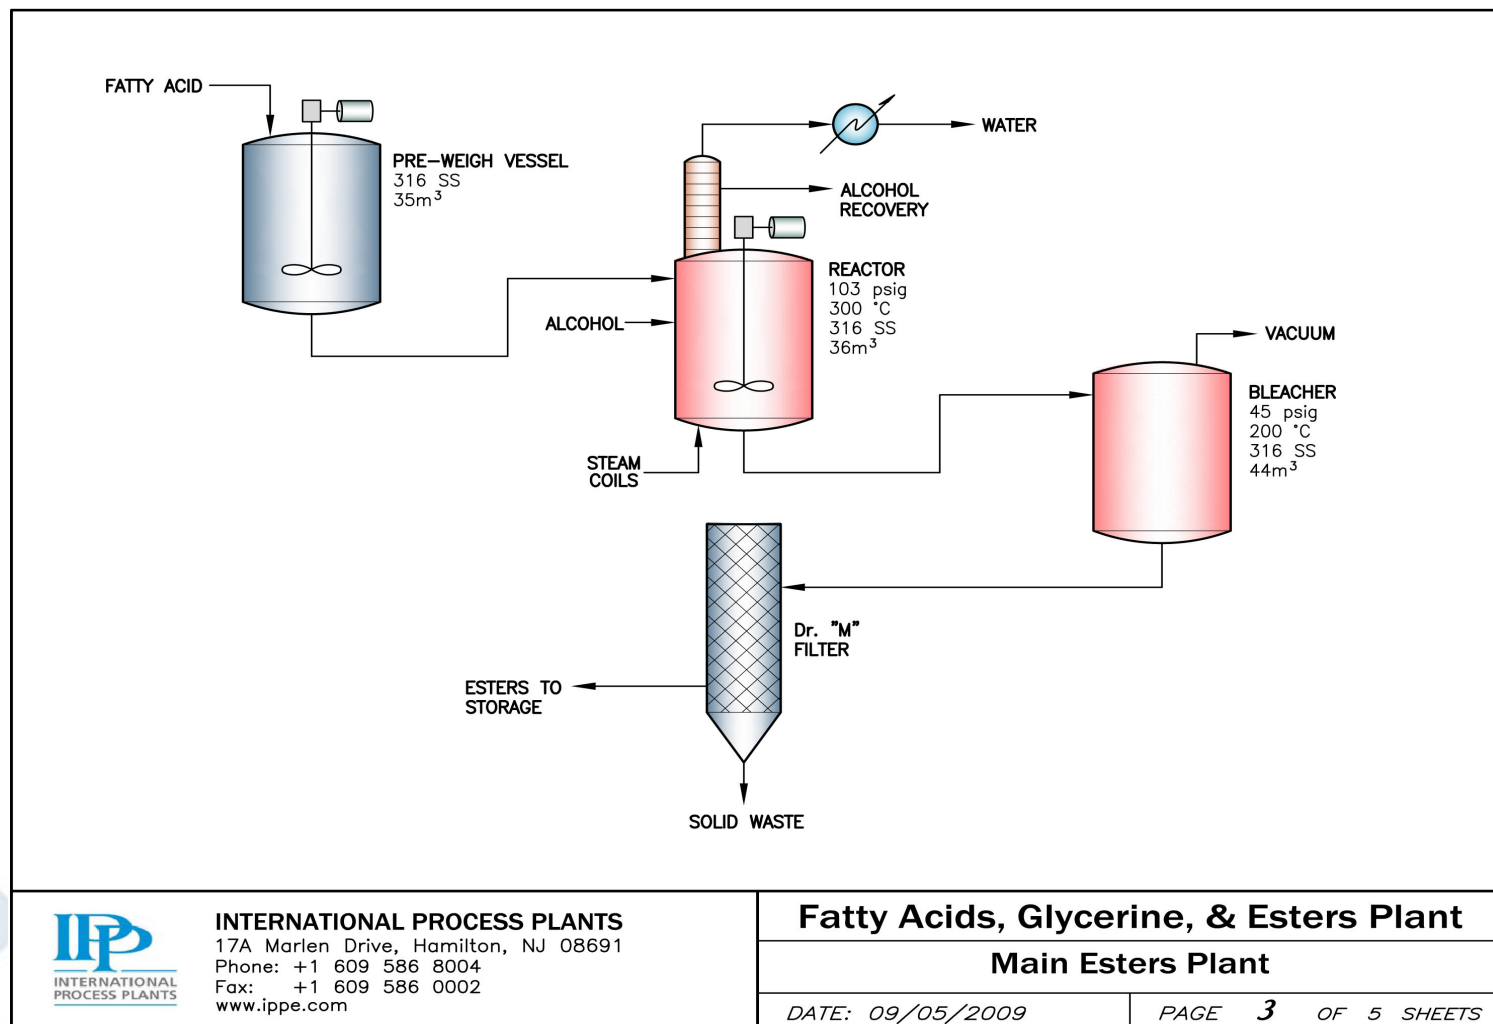 FATTY ACID
PRE-WEIGH VESSEL
316 SS
35m³
WATER
ALCOHOL
RECOVERY
REACTOR
103 psig
300 °C
316 SS
36m³
ALCOHOL
VACUUM
BLEACHER
45 psig
200 °C
316 SS
44m³
STEAM
COILS
Dr. "M"
FILTER
ESTERS TO
STORAGE
SOLID WASTE
IPP
INTERNATIONAL
PROCESS PLANTS
INTERNATIONAL PROCESS PLANTS
17A Marlen Drive, Hamilton, NJ 08691
Phone: +1 609 586 8004
Fax: +1 609 586 0002
www.ippe.com
Fatty Acids, Glycerine, & Esters Plant
Main Esters Plant
DATE: 09/05/2009
PAGE 3 OF 5 SHEETS